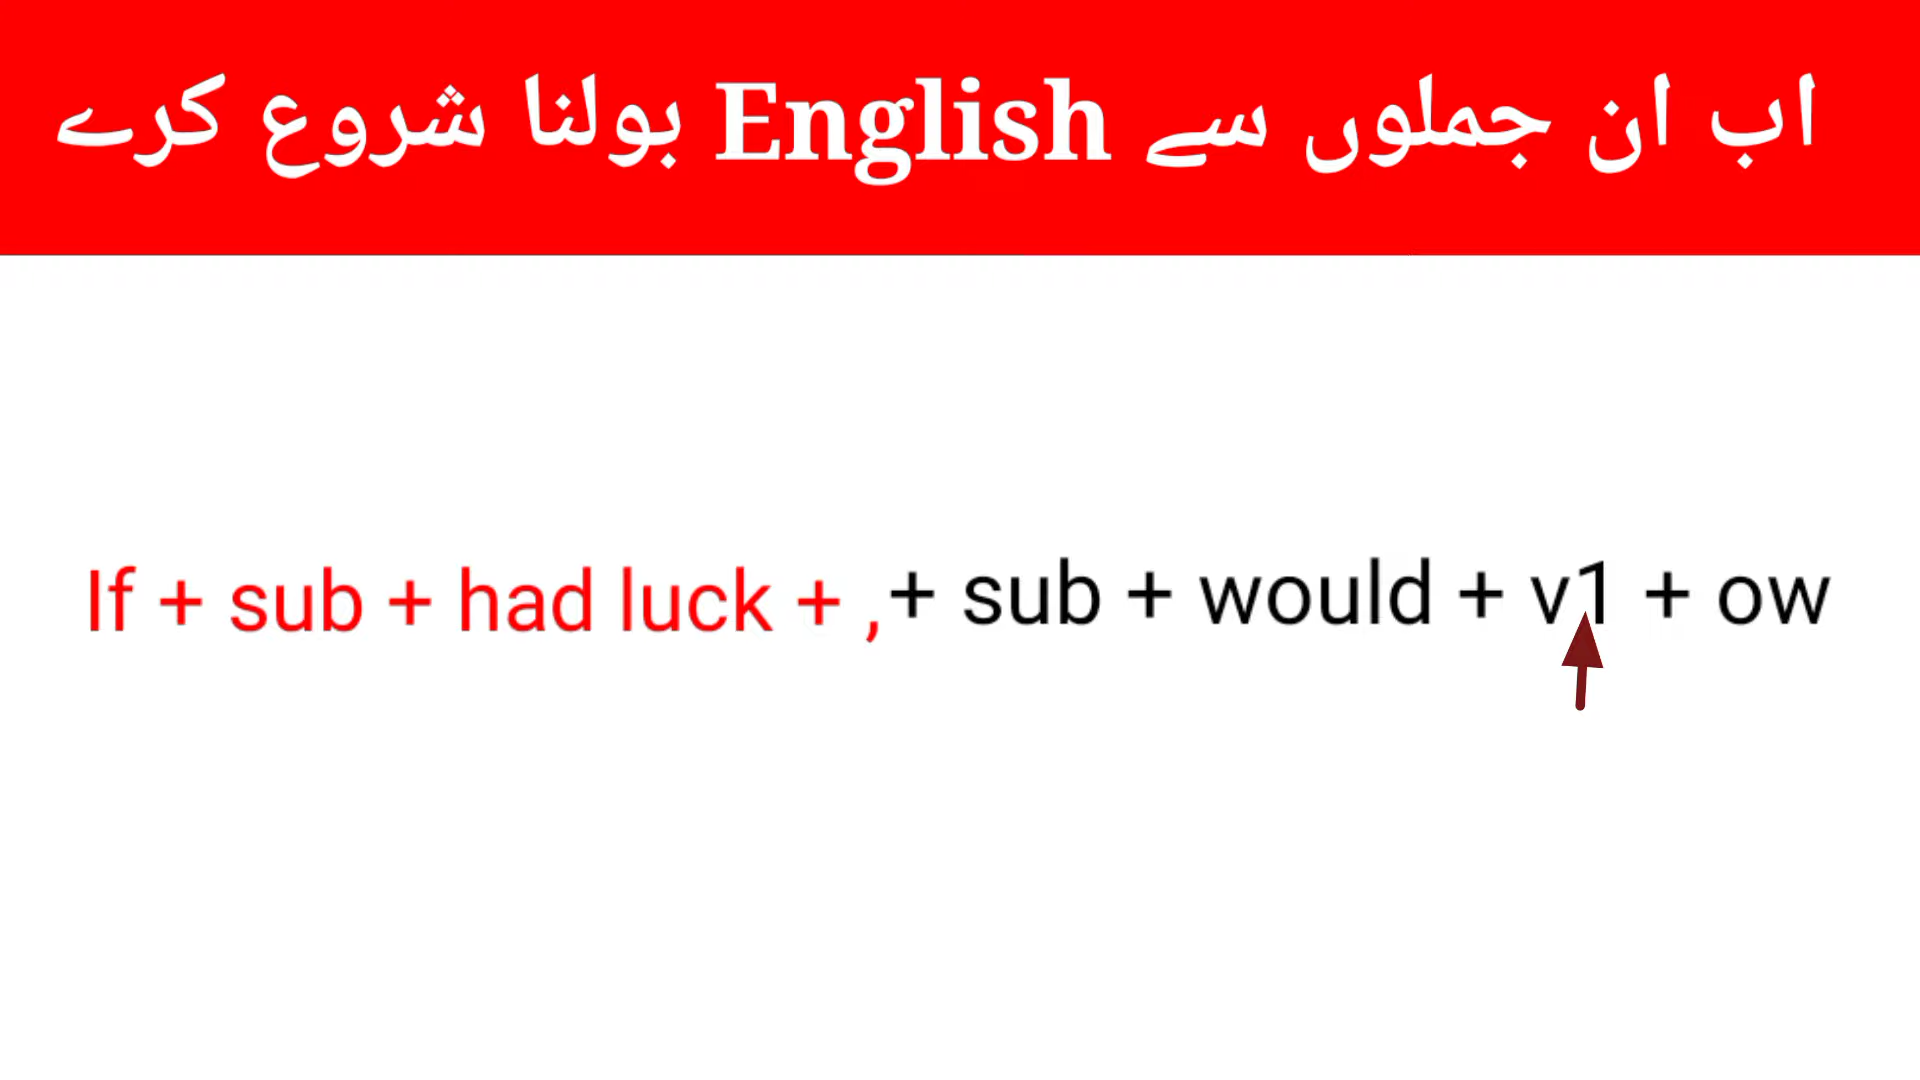 اب ان جملوں سے English بولنا شروع کرے
If + sub + had luck + , + sub + would + v1 + ow